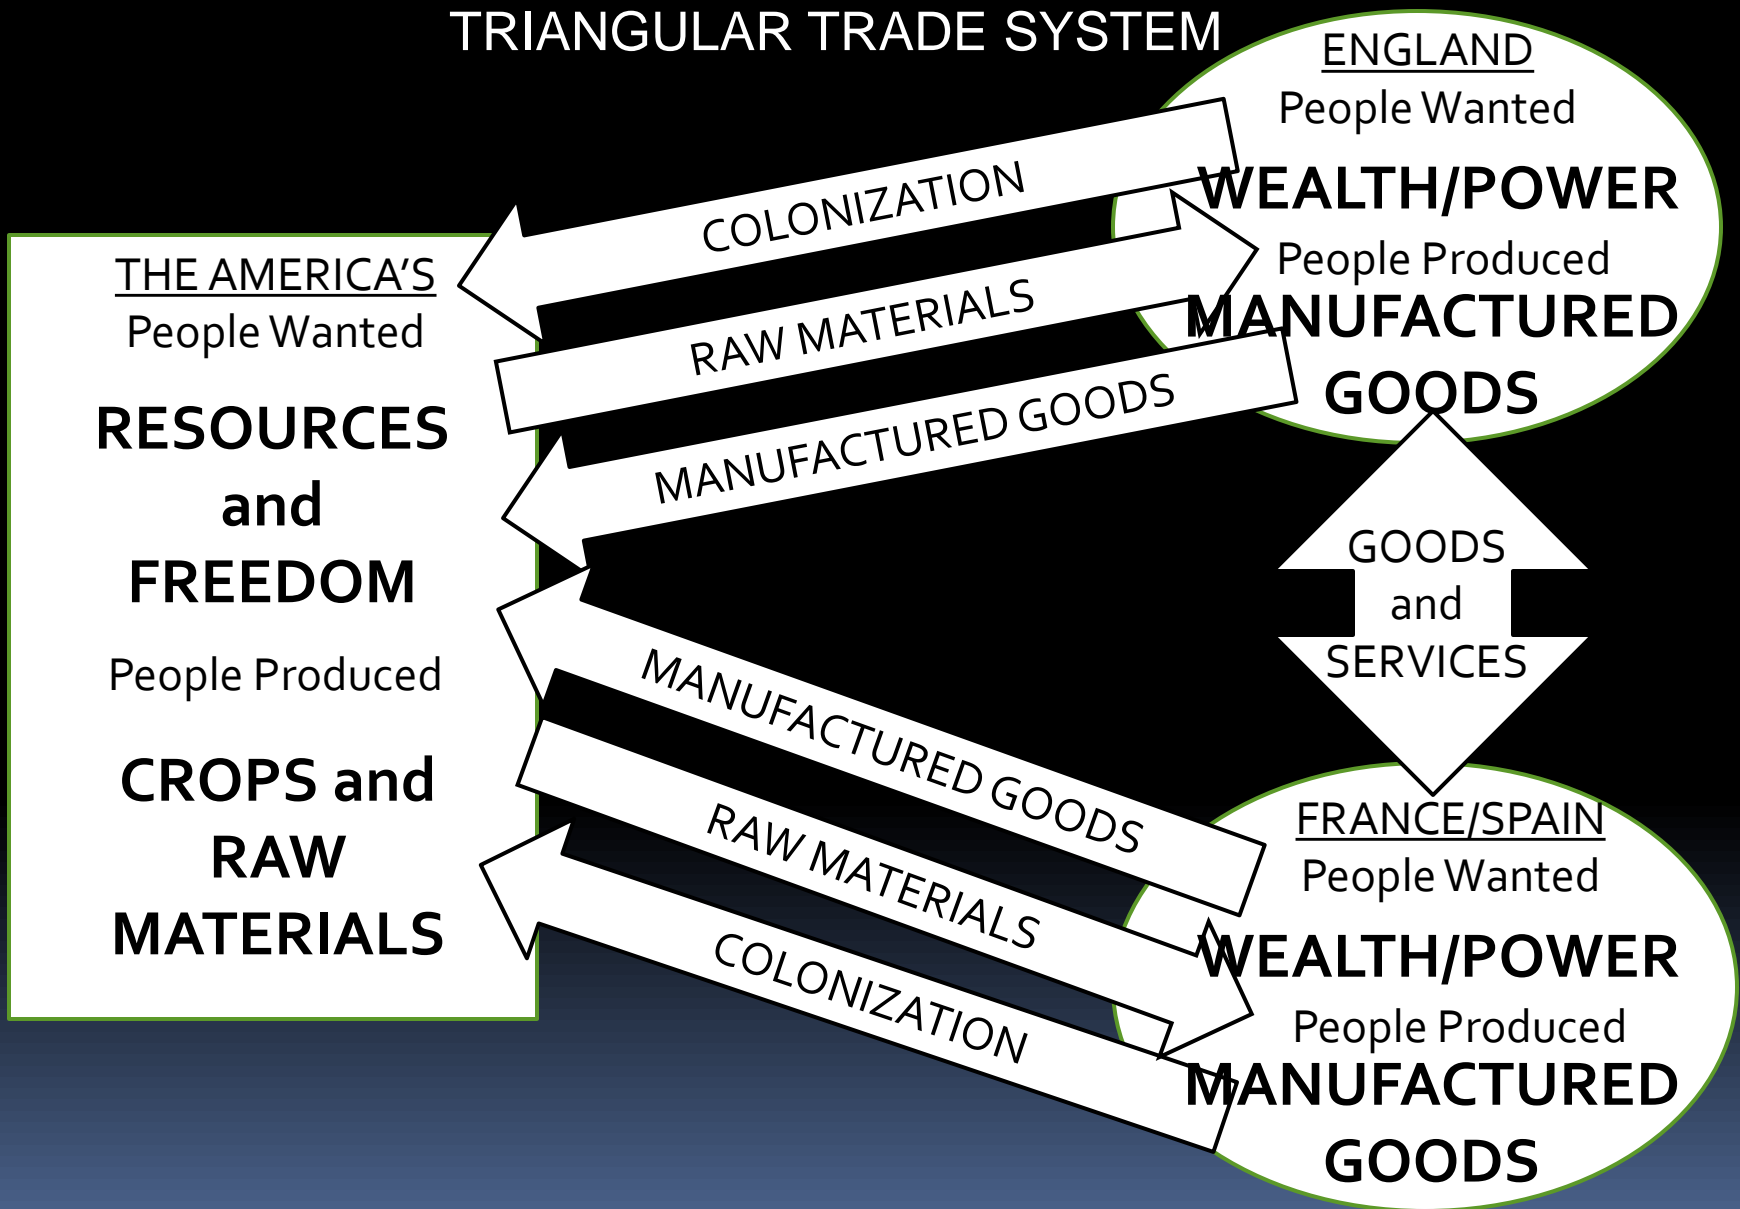 TRIANGULAR TRADE SYSTEM
THE AMERICA'S
People Wanted
RESOURCES
and
FREEDOM
People Produced
CROPS and
RAW
MATERIALS
COLONIZATION
RAW MATERIALS
MANUFACTURED GOODS
MANUFACTURED GOODS
RAW MATERIALS
COLONIZATION
ENGLAND
People Wanted
WEALTH/POWER
People Produced
MANUFACTURED
GOODS
GOODS
and
SERVICES
FRANCE/SPAIN
People Wanted
WEALTH/POWER
People Produced
MANUFACTURED
GOODS